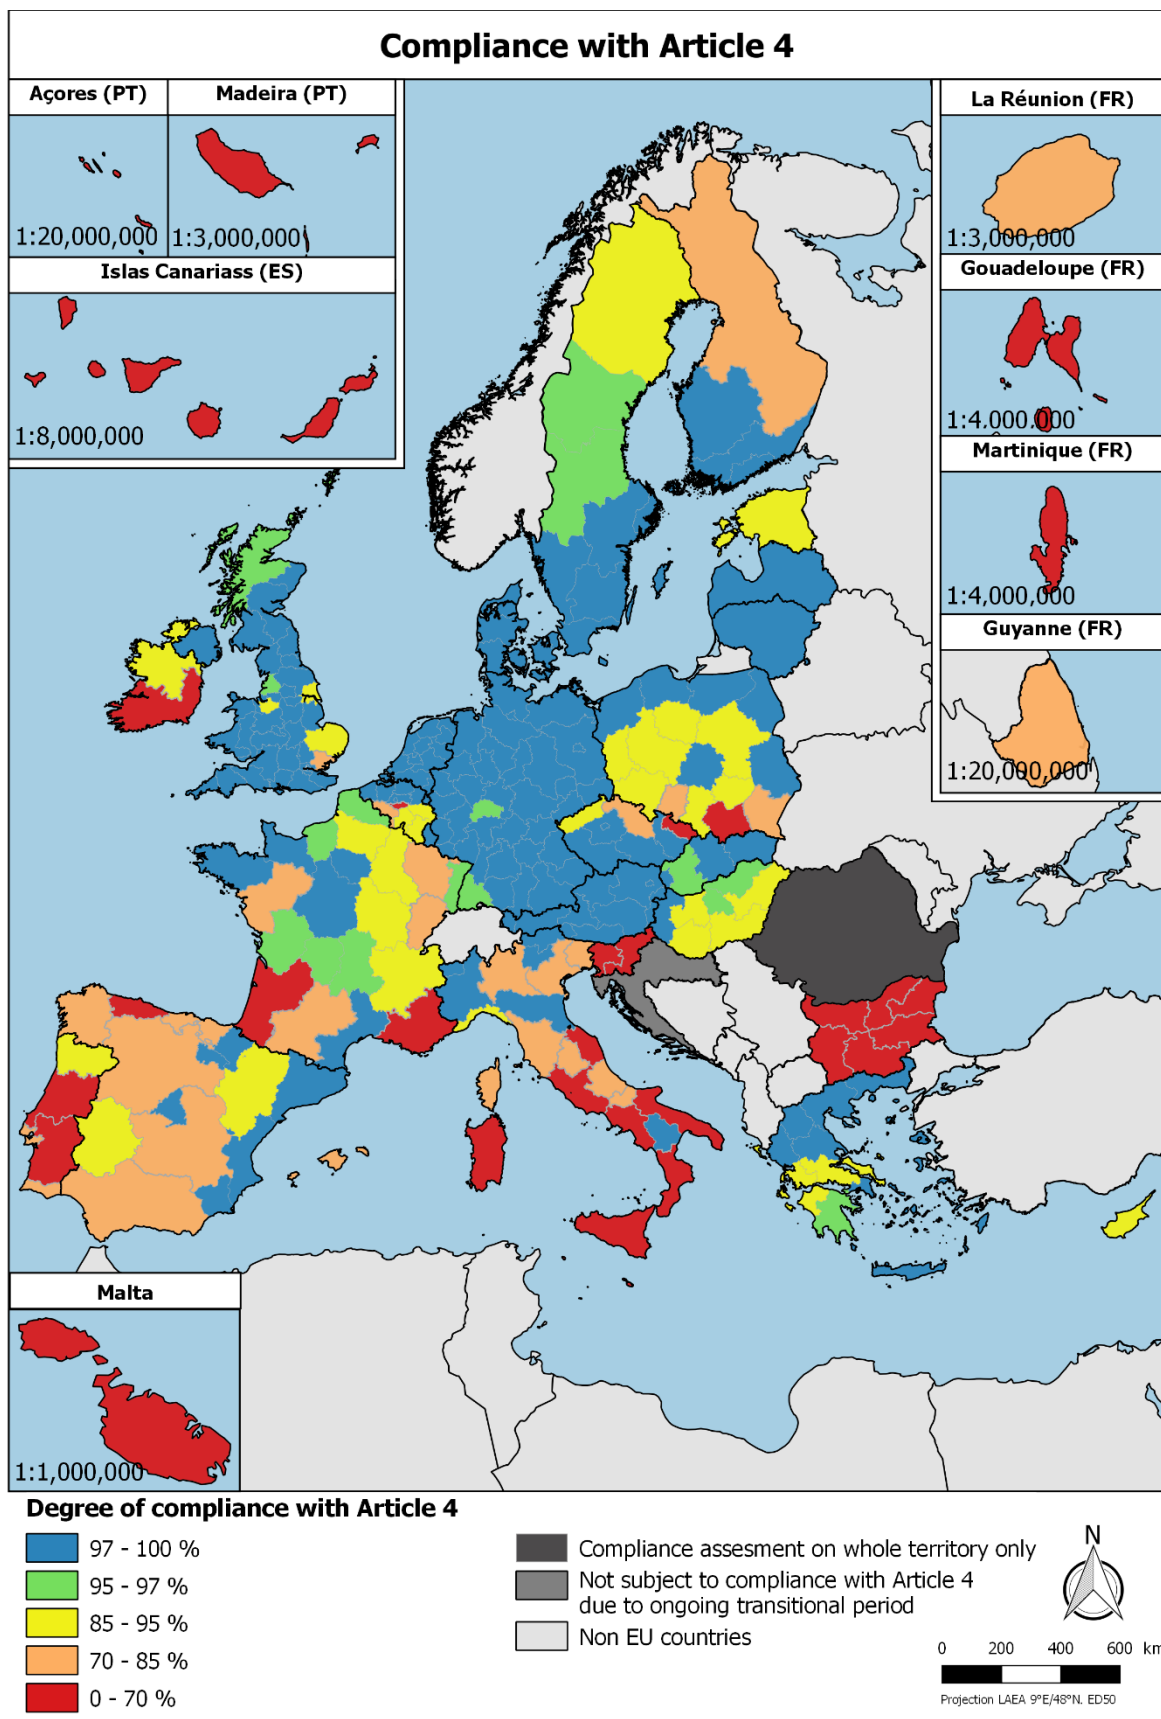 Compliance with Article 4
Açores (PT)
Madeira (PT)
1:20,000,000
1:3,000,000
Islas Canariass (ES)
1:8,000,000
La Réunion (FR)
1:3,000,000
Gouadeloupe (FR)
1:4.000.000
Martinique (FR)
1:4,000,000
Guyanne (FR)
1:20,000,000
Malta
1:1,000,000
Degree of compliance with Article 4
97 - 100 %
95 - 97 %
85 - 95 %
70 - 85 %
0 - 70 %
Compliance assesment on whole territory only
Not subject to compliance with Article 4
due to ongoing transitional period
Non EU countries
N
0 200 400 600 km
Projection LAEA 9°E/48°N. ED50